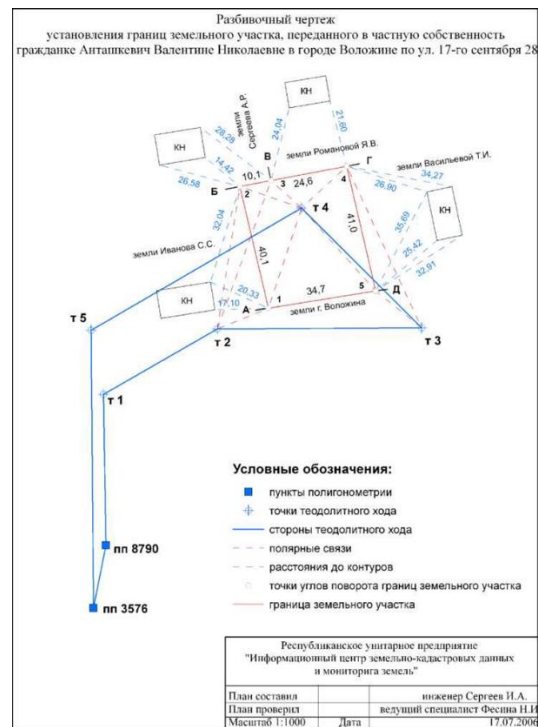 Разбивочный чертеж
установления границ земельного участка, переданного в частную собственность
гражданке Анташкевич Валентине Николаевне в городе Воложине по ул. 17-го сентября 28
КН
земли
Сергеева А.Р.
28,28
24,04
21,60
КН
14,42
26,58
В
земли Романовой Я.В.
Г
земли Васильевой Т.И.
10,1
3
24,6
4
34,27
26,90
Б
2
т 4
КН
32,04
35,69
25,42
32,91
земли Иванова С.С.
40,1
41,0
КН
20,33
17,10
А
1
34,7
5
Д
земли г. Воложина
т 5
т 2
т 3
т 1
Условные обозначения:
пункты полигонометрии
точки теодолитного хода
стороны теодолитного хода
полярные связи
расстояния до контуров
точки углов поворота границ земельного участка
граница земельного участка
пп 8790
пп 3576
Республиканское унитарное предприятие
"Информационный центр земельно-кадастровых данных
и мониторига земель"
План составил инженер Сергеев И.А.
План проверил ведущий специалист Фесина Н.И
Масштаб 1:1000 Дата 17.07.2006